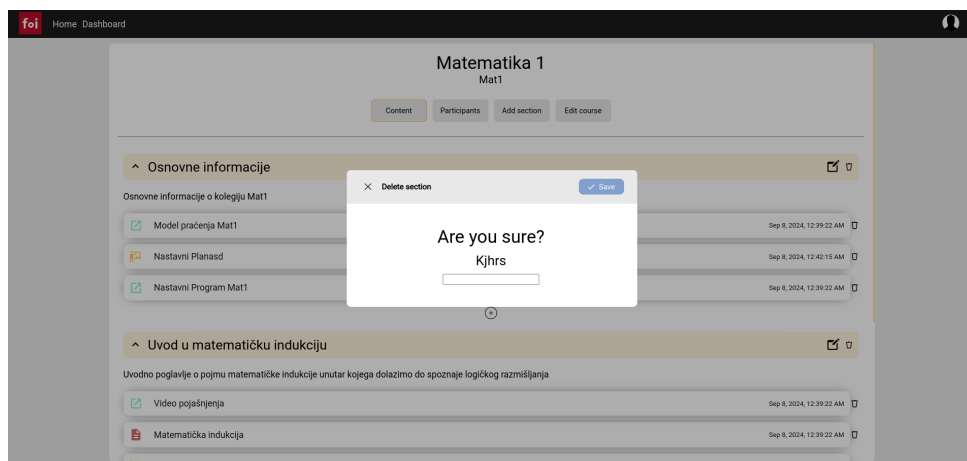 foi Home Dashboard
Matematika 1
Mat1
Content Participants Add section Edit course
Osnovne informacije
Osnovne informacije o kolegiju Mat1
Model praćenja Mat1 Sep 8, 2024, 12:39:22 AM
Nastavni Planasd Sep 8, 2024, 12:42:15 AM
Nastavni Program Mat1 Sep 8, 2024, 12:39:22 AM
Delete section Save
Are you sure?
Kjhrs
Uvod u matematičku indukciju
Uvodno poglavlje o pojmu matematičke indukcije unutar kojega dolazimo do spoznaje logičkog razmišljanja
Video pojašnjenja Sep 8, 2024, 12:39:22 AM
Matematička indukcija Sep 8, 2024, 12:39:22 AM